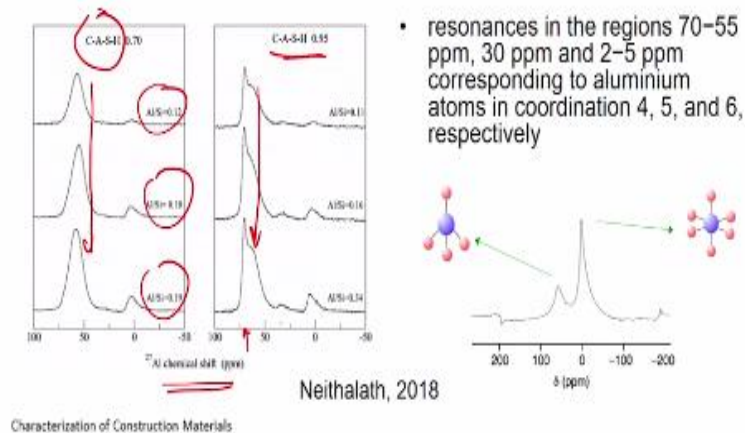 C-A-S-H 0.70
C-A-S-H 0.95
Al/Si=0.12
Al/Si=0.11
Al/Si=0.18
Al/Si=0.16
Al/Si=0.19
Al/Si=0.24
100 50 0 -50
100 50 0 -50
27Al chemical shift (ppm)
• resonances in the regions 70–55
ppm, 30 ppm and 2–5 ppm
corresponding to aluminium
atoms in coordination 4, 5, and 6,
respectively
200 100 0 -100 -200
δ (ppm)
Neithalath, 2018
Characterization of Construction Materials